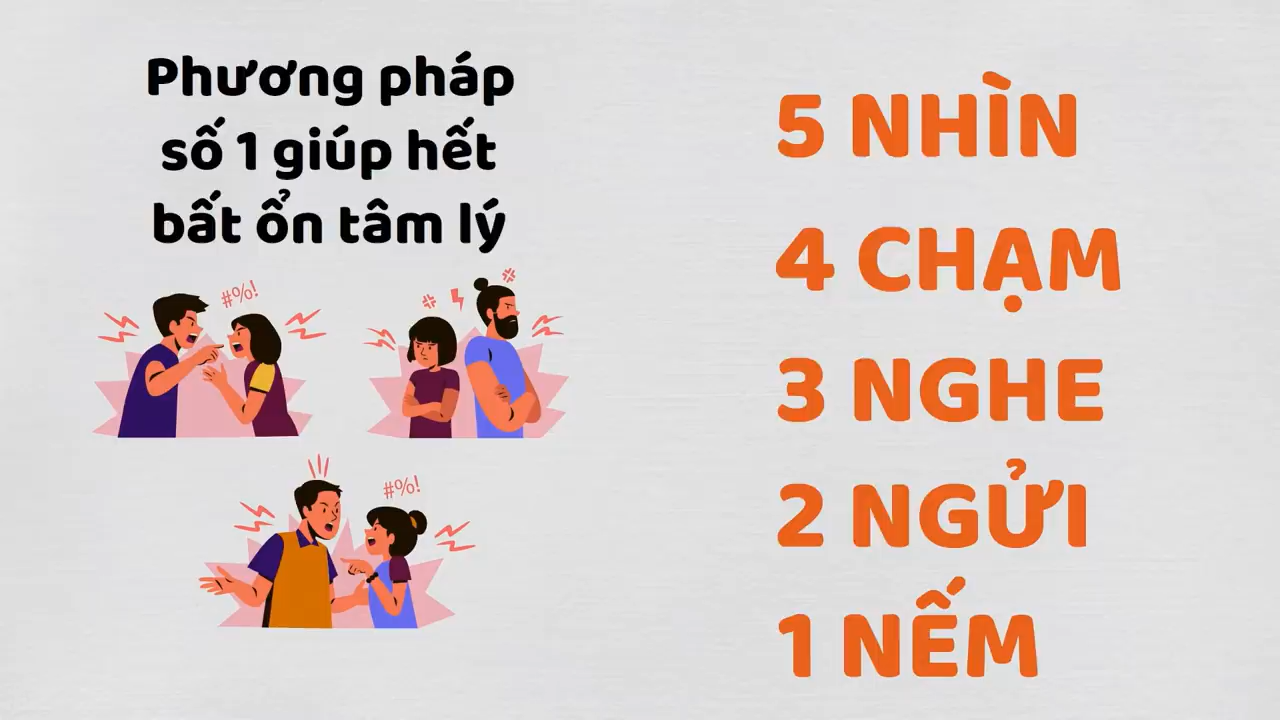 Phương pháp
số 1 giúp hết
bất ổn tâm lý
#%!
#%!
5 NHÌN
4 CHẠM
3 NGHE
2 NGỬI
1 NẾM